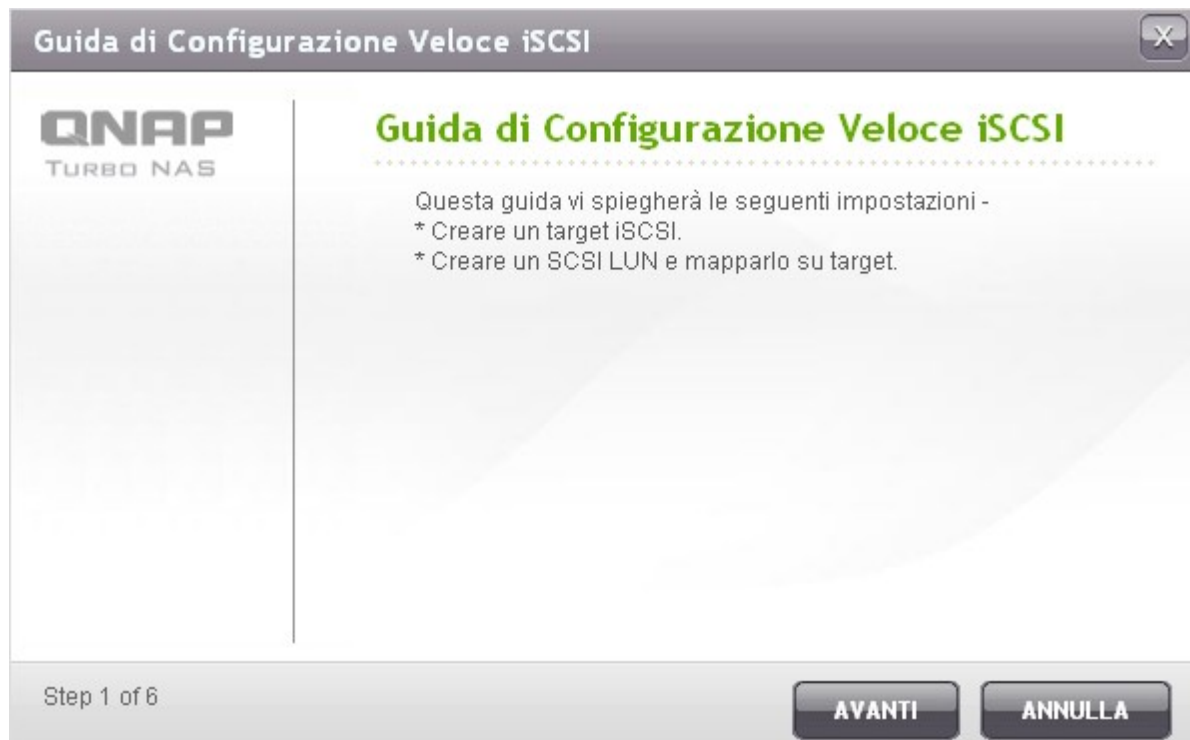 Guida di Configurazione Veloce iSCSI
X
QNAP
TURBO NAS
Guida di Configurazione Veloce iSCSI
Questa guida vi spiegherà le seguenti impostazioni -
* Creare un target iSCSI.
* Creare un SCSI LUN e mapparlo su target.
Step 1 of 6
AVANTI
ANNULLA